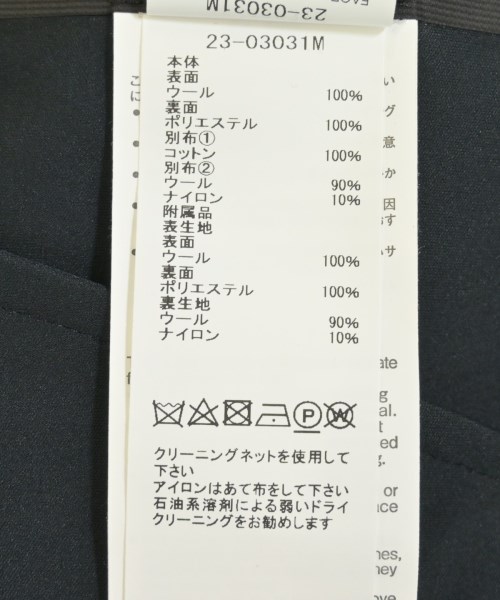 23-03031M
23-03031M
本体
表面
ウール 100%
裏面
ポリエステル 100%
別布①
コットン 100%
別布②
ウール 90%
ナイロン 10%
附属品
表生地
表面
ウール 100%
裏面
ポリエステル 100%
裏生地
ウール 90%
ナイロン 10%
P
W
クリーニングネットを使用して
下さい
アイロンはあて布をして下さい
石油系溶剤による弱いドライ
クリーニングをお勧めします
or